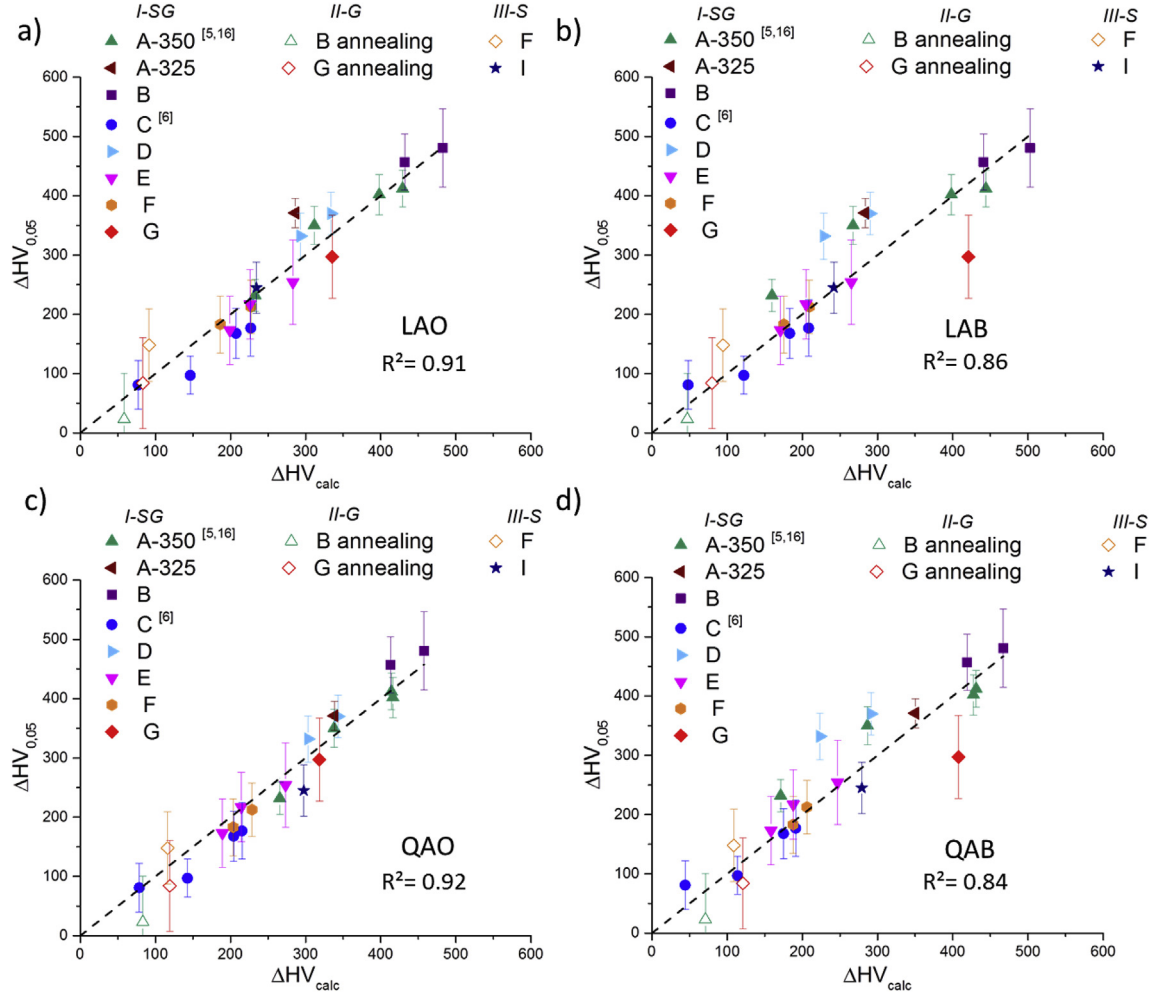 a)
I-SG II-G III-S
A-350 [5,16] B annealing F
A-325 G annealing I
B
C [6]
D
E
F
G
600
500
400
300
200
100
0
ΔHV0,05
LAO
R²= 0.91
0 100 200 300 400 500 600
ΔHVcalc
b)
I-SG II-G III-S
A-350 [5,16] B annealing F
A-325 G annealing I
B
C [6]
D
E
F
G
600
500
400
300
200
100
0
ΔHV0,05
LAB
R²= 0.86
0 100 200 300 400 500 600
ΔHVcalc
c)
I-SG II-G III-S
A-350 [5,16] B annealing F
A-325 G annealing I
B
C [6]
D
E
F
G
600
500
400
300
200
100
0
ΔHV0,05
QAO
R²= 0.92
0 100 200 300 400 500 600
ΔHVcalc
d)
I-SG II-G III-S
A-350 [5,16] B annealing F
A-325 G annealing I
B
C [6]
D
E
F
G
600
500
400
300
200
100
0
ΔHV0,05
QAB
R²= 0.84
0 100 200 300 400 500 600
ΔHVcalc